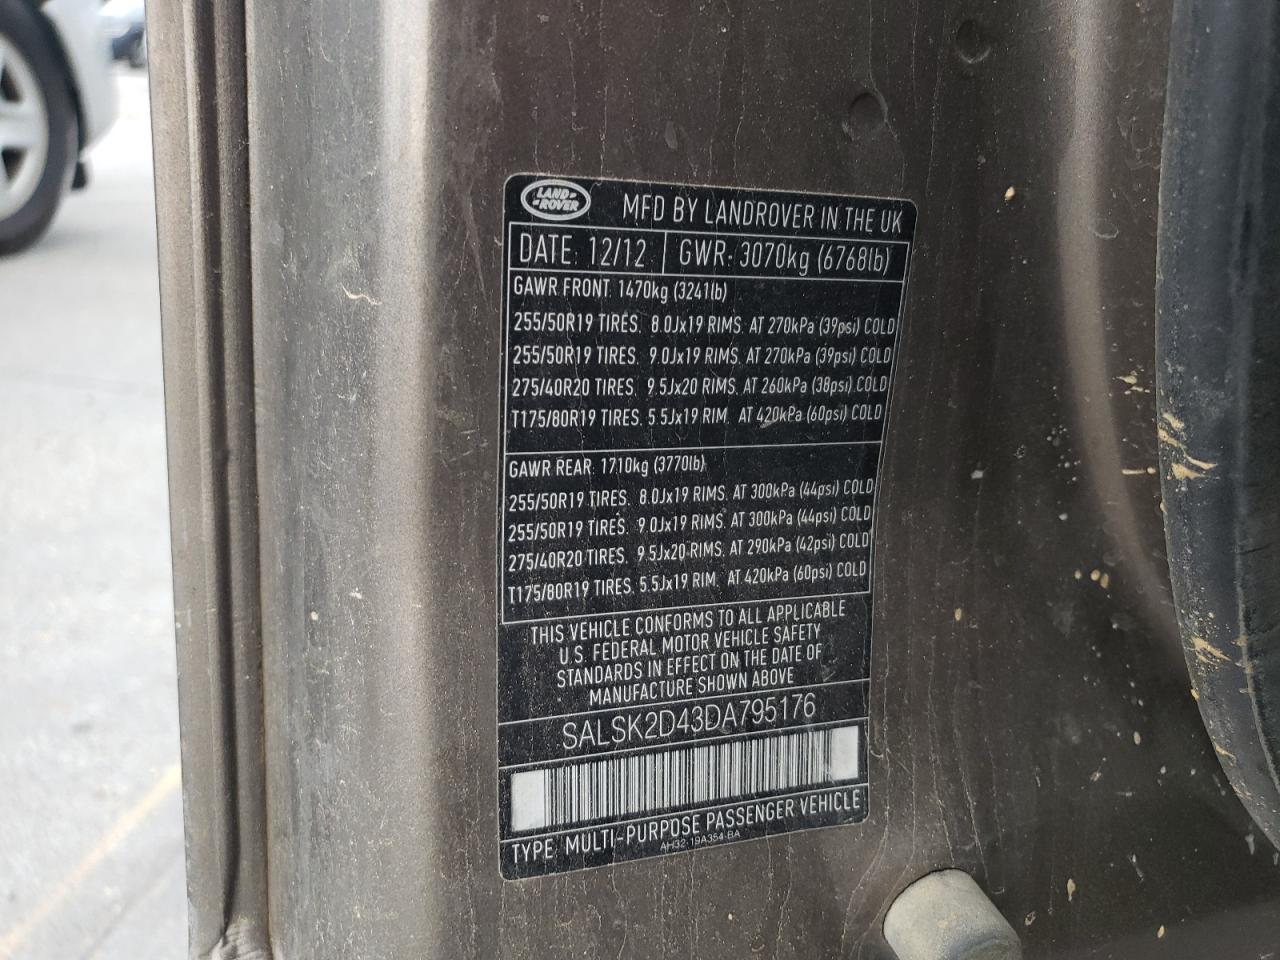 LAND-
-ROVER
MFD BY LANDROVER IN THE UK
DATE: 12/12 GWR: 3070kg (6768lb)
GAWR FRONT: 1470kg (3241lb)
255/50R19 TIRES. 8.0Jx19 RIMS. AT 270kPa (39psi) COLD
255/50R19 TIRES. 9.0Jx19 RIMS. AT 270kPa (39psi) COLD
275/40R20 TIRES. 9.5Jx20 RIMS. AT 260kPa (38psi) COLD
T175/80R19 TIRES. 5.5Jx19 RIM. AT 420kPa (60psi) COLD
GAWR REAR: 1710kg (3770lb)
255/50R19 TIRES. 8.0Jx19 RIMS. AT 300kPa (44psi) COLD
255/50R19 TIRES. 9.0Jx19 RIMS. AT 300kPa (44psi) COLD
275/40R20 TIRES. 9.5Jx20 RIMS. AT 290kPa (42psi) COLD
T175/80R19 TIRES. 5.5Jx19 RIM. AT 420kPa (60psi) COLD
THIS VEHICLE CONFORMS TO ALL APPLICABLE
U.S. FEDERAL MOTOR VEHICLE SAFETY
STANDARDS IN EFFECT ON THE DATE OF
MANUFACTURE SHOWN ABOVE
SALSK2D43DA795176
TYPE: MULTI-PURPOSE PASSENGER VEHICLE
AH32-19A354-BA